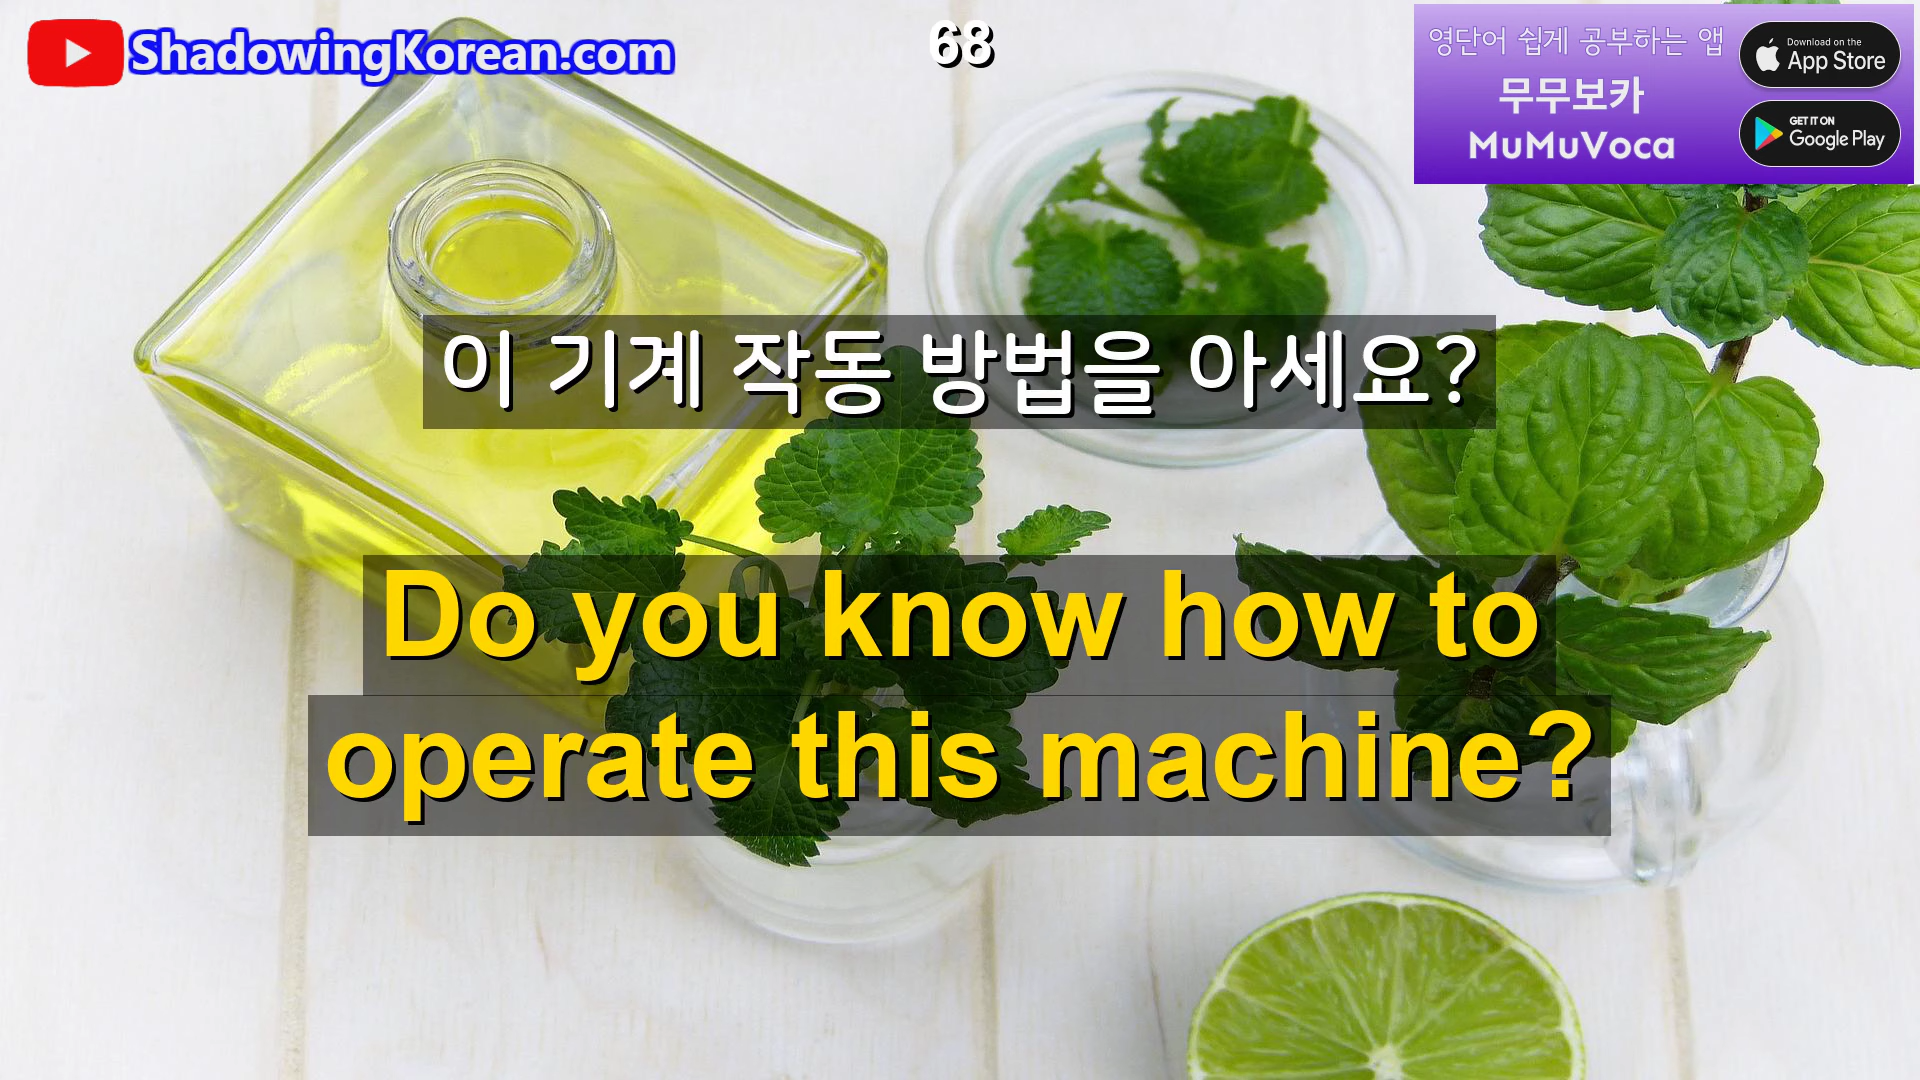 ShadowingKorean.com
68
영단어 쉽게 공부하는 앱
무무보카
MuMuVoca
Download on the
App Store
GET IT ON
Google Play
이 기계 작동 방법을 아세요?
Do you know how to
operate this machine?